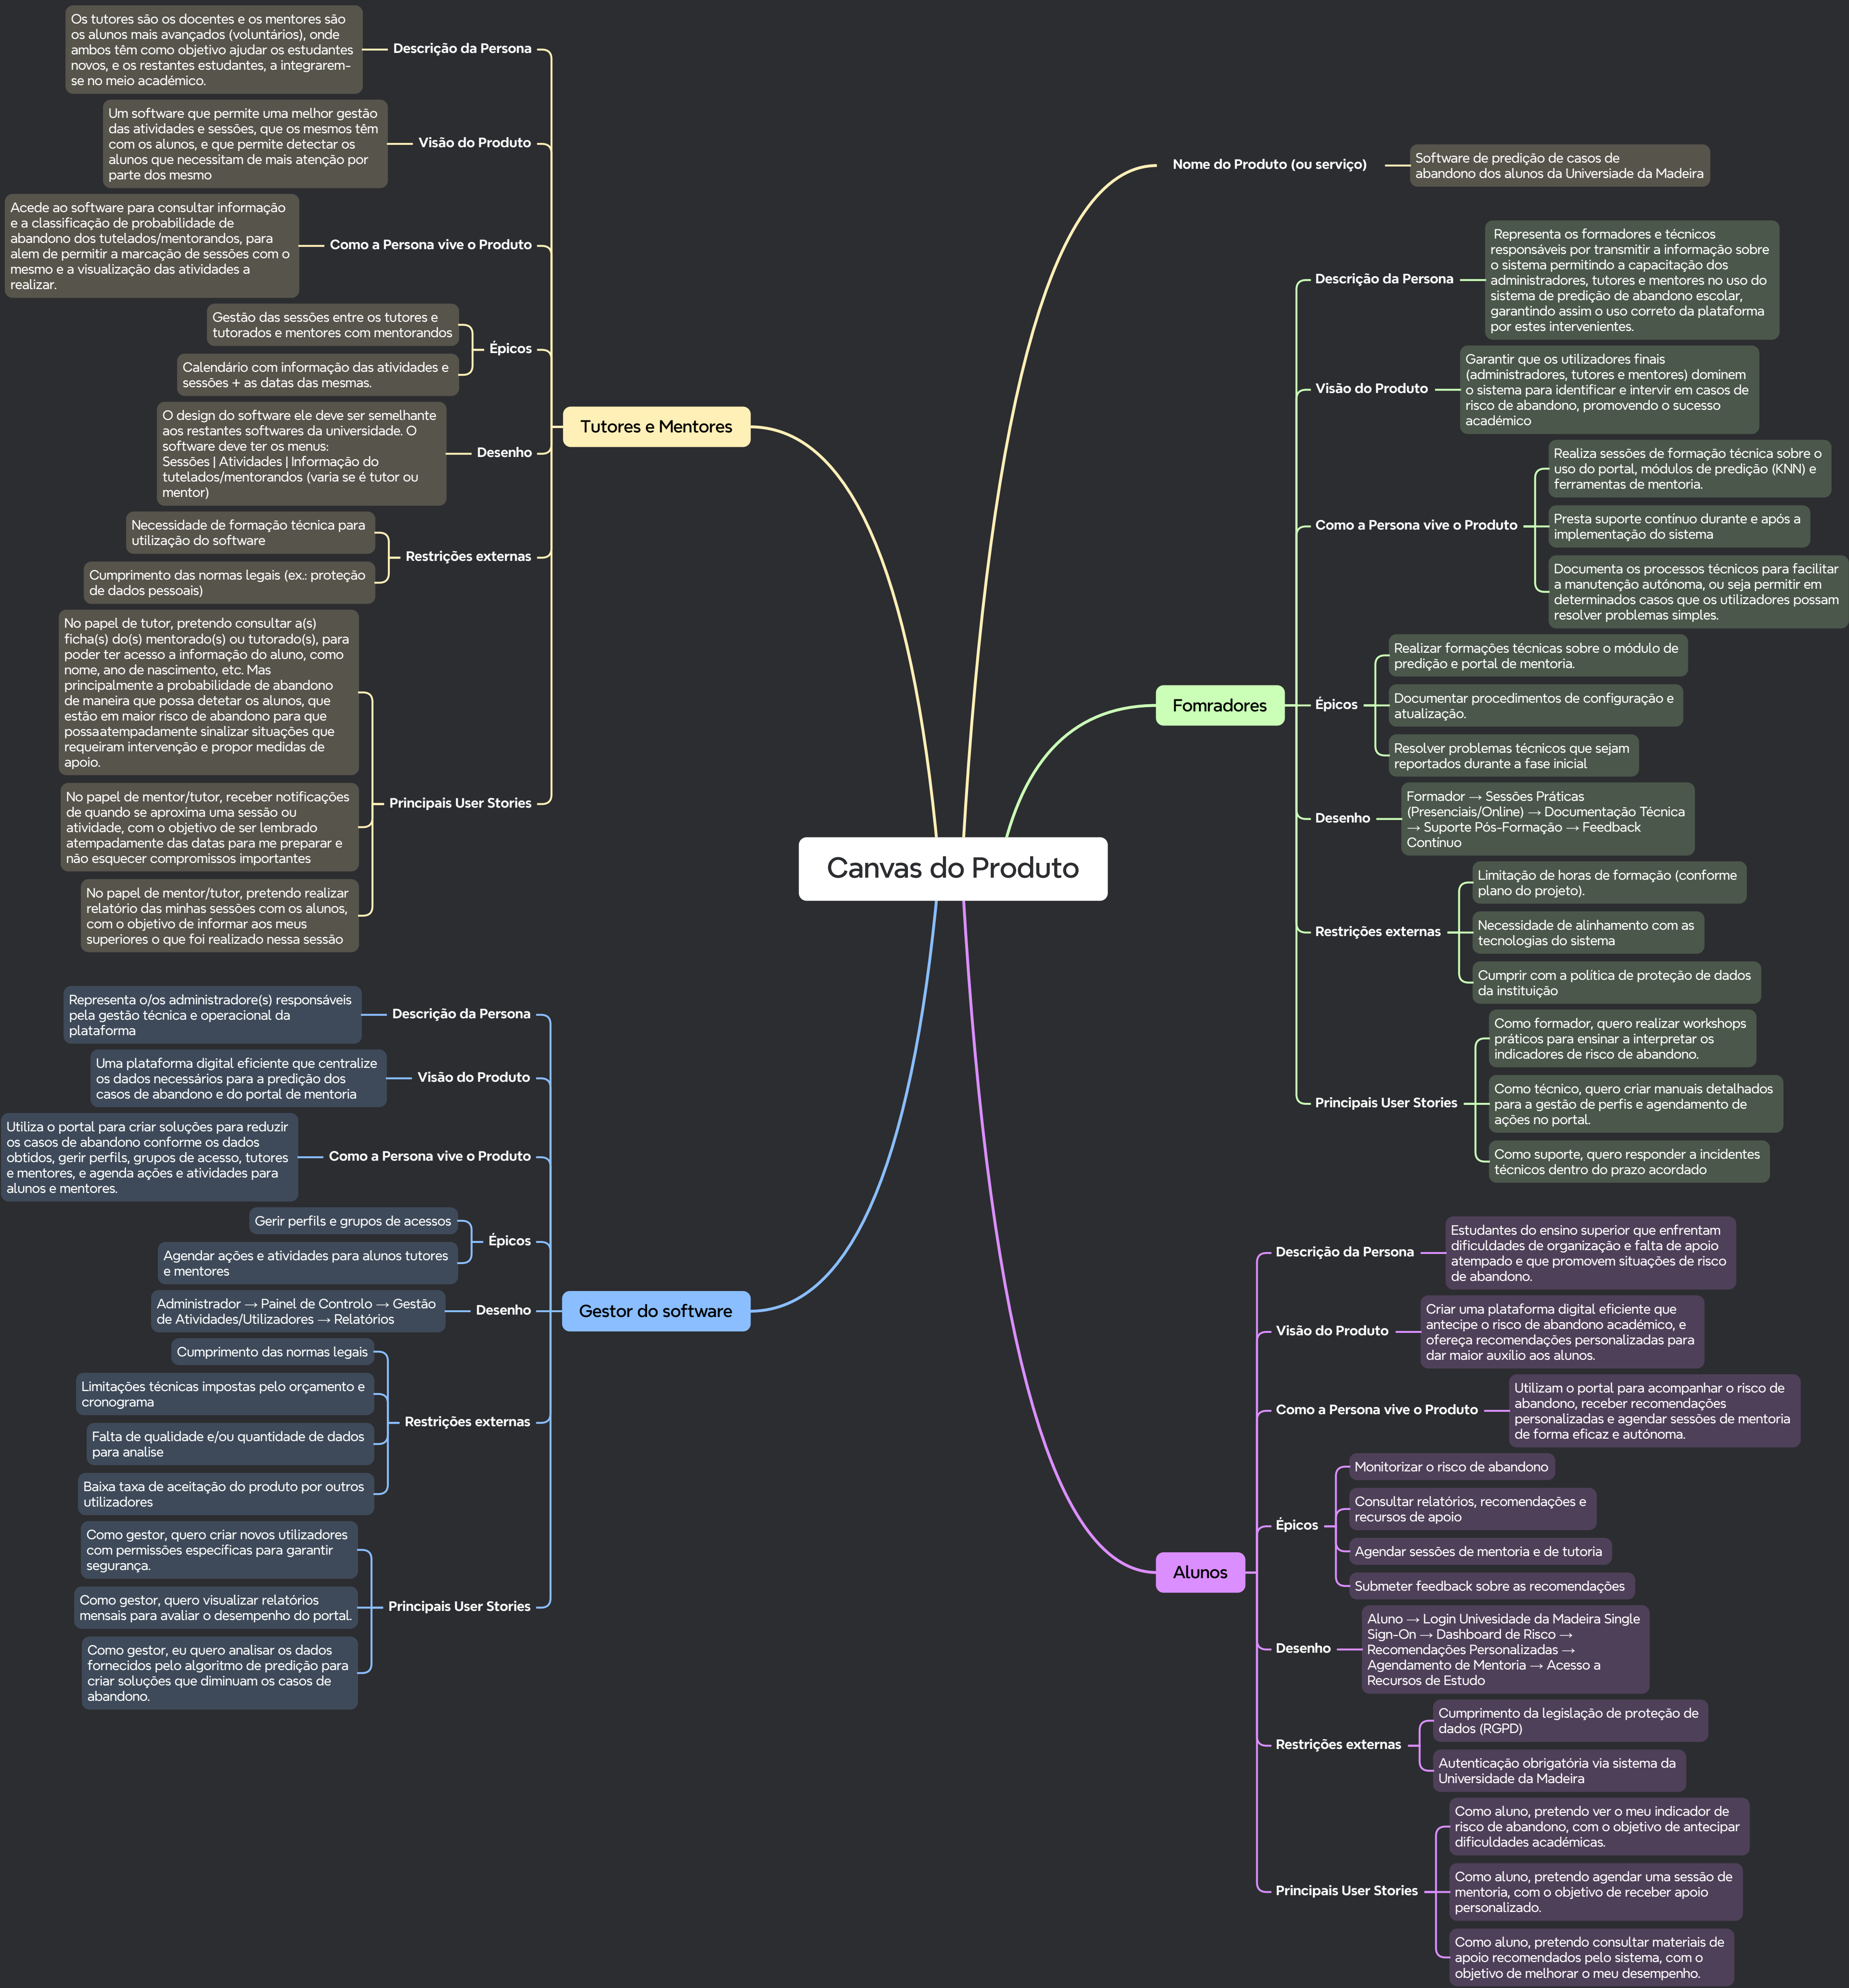 Canvas do Produto
Nome do Produto (ou serviço)
Software de predição de casos de
abandono dos alunos da Universiade da Madeira
Fomradores
Descrição da Persona
Representa os formadores e técnicos
responsáveis por transmitir a informação sobre
o sistema permitindo a capacitação dos
administradores, tutores e mentores no uso do
sistema de predição de abandono escolar,
garantindo assim o uso correto da plataforma
por estes intervenientes.
Visão do Produto
Garantir que os utilizadores finais
(administradores, tutores e mentores) dominem
o sistema para identificar e intervir em casos de
risco de abandono, promovendo o sucesso
académico
Como a Persona vive o Produto
Realiza sessões de formação técnica sobre o
uso do portal, módulos de predição (KNN) e
ferramentas de mentoria.
Presta suporte contínuo durante e após a
implementação do sistema
Documenta os processos técnicos para facilitar
a manutenção autónoma, ou seja permitir em
determinados casos que os utilizadores possam
resolver problemas simples.
Épicos
Realizar formações técnicas sobre o módulo de
predição e portal de mentoria.
Documentar procedimentos de configuração e
atualização.
Resolver problemas técnicos que sejam
reportados durante a fase inicial
Desenho
Formador → Sessões Práticas
(Presenciais/Online) → Documentação Técnica
→ Suporte Pós-Formação → Feedback
Contínuo
Restrições externas
Limitação de horas de formação (conforme
plano do projeto).
Necessidade de alinhamento com as
tecnologias do sistema
Cumprir com a política de proteção de dados
da instituição
Principais User Stories
Como formador, quero realizar workshops
práticos para ensinar a interpretar os
indicadores de risco de abandono.
Como técnico, quero criar manuais detalhados
para a gestão de perfis e agendamento de
ações no portal.
Como suporte, quero responder a incidentes
técnicos dentro do prazo acordado
Alunos
Descrição da Persona
Estudantes do ensino superior que enfrentam
dificuldades de organização e falta de apoio
atempado e que promovem situações de risco
de abandono.
Visão do Produto
Criar uma plataforma digital eficiente que
antecipe o risco de abandono académico, e
ofereça recomendações personalizadas para
dar maior auxílio aos alunos.
Como a Persona vive o Produto
Utilizam o portal para acompanhar o risco de
abandono, receber recomendações
personalizadas e agendar sessões de mentoria
de forma eficaz e autónoma.
Épicos
Monitorizar o risco de abandono
Consultar relatórios, recomendações e
recursos de apoio
Agendar sessões de mentoria e de tutoria
Submeter feedback sobre as recomendações
Desenho
Aluno → Login Univesidade da Madeira Single
Sign-On → Dashboard de Risco →
Recomendações Personalizadas →
Agendamento de Mentoria → Acesso a
Recursos de Estudo
Restrições externas
Cumprimento da legislação de proteção de
dados (RGPD)
Autenticação obrigatória via sistema da
Universidade da Madeira
Principais User Stories
Como aluno, pretendo ver o meu indicador de
risco de abandono, com o objetivo de antecipar
dificuldades académicas.
Como aluno, pretendo agendar uma sessão de
mentoria, com o objetivo de receber apoio
personalizado.
Como aluno, pretendo consultar materiais de
apoio recomendados pelo sistema, com o
objetivo de melhorar o meu desempenho.
Tutores e Mentores
Descrição da Persona
Os tutores são os docentes e os mentores são
os alunos mais avançados (voluntários), onde
ambos têm como objetivo ajudar os estudantes
novos, e os restantes estudantes, a integrarem-
se no meio académico.
Visão do Produto
Um software que permite uma melhor gestão
das atividades e sessões, que os mesmos têm
com os alunos, e que permite detectar os
alunos que necessitam de mais atenção por
parte dos mesmo
Como a Persona vive o Produto
Acede ao software para consultar informação
e a classificação de probabilidade de
abandono dos tutelados/mentorandos, para
alem de permitir a marcação de sessões com o
mesmo e a visualização das atividades a
realizar.
Épicos
Gestão das sessões entre os tutores e
tutorados e mentores com mentorandos
Calendário com informação das atividades e
sessões + as datas das mesmas.
Desenho
O design do software ele deve ser semelhante
aos restantes softwares da universidade. O
software deve ter os menus:
Sessões | Atividades | Informação do
tutelados/mentorandos (varia se é tutor ou
mentor)
Restrições externas
Necessidade de formação técnica para
utilização do software
Cumprimento das normas legais (ex.: proteção
de dados pessoais)
Principais User Stories
No papel de tutor, pretendo consultar a(s)
ficha(s) do(s) mentorado(s) ou tutorado(s), para
poder ter acesso a informação do aluno, como
nome, ano de nascimento, etc. Mas
principalmente a probabilidade de abandono
de maneira que possa detetar os alunos, que
estão em maior risco de abandono para que
possaatempadamente sinalizar situações que
requeiram intervenção e propor medidas de
apoio.
No papel de mentor/tutor, receber notificações
de quando se aproxima uma sessão ou
atividade, com o objetivo de ser lembrado
atempadamente das datas para me preparar e
não esquecer compromissos importantes
No papel de mentor/tutor, pretendo realizar
relatório das minhas sessões com os alunos,
com o objetivo de informar aos meus
superiores o que foi realizado nessa sessão
Gestor do software
Descrição da Persona
Representa o/os administradore(s) responsáveis
pela gestão técnica e operacional da
plataforma
Visão do Produto
Uma plataforma digital eficiente que centralize
os dados necessários para a predição dos
casos de abandono e do portal de mentoria
Como a Persona vive o Produto
Utiliza o portal para criar soluções para reduzir
os casos de abandono conforme os dados
obtidos, gerir perfils, grupos de acesso, tutores
e mentores, e agenda ações e atividades para
alunos e mentores.
Épicos
Gerir perfils e grupos de acessos
Agendar ações e atividades para alunos tutores
e mentores
Desenho
Administrador → Painel de Controlo → Gestão
de Atividades/Utilizadores → Relatórios
Restrições externas
Cumprimento das normas legais
Limitações técnicas impostas pelo orçamento e
cronograma
Falta de qualidade e/ou quantidade de dados
para analise
Baixa taxa de aceitação do produto por outros
utilizadores
Principais User Stories
Como gestor, quero criar novos utilizadores
com permissões específicas para garantir
segurança.
Como gestor, quero visualizar relatórios
mensais para avaliar o desempenho do portal.
Como gestor, eu quero analisar os dados
fornecidos pelo algoritmo de predição para
criar soluções que diminuam os casos de
abandono.